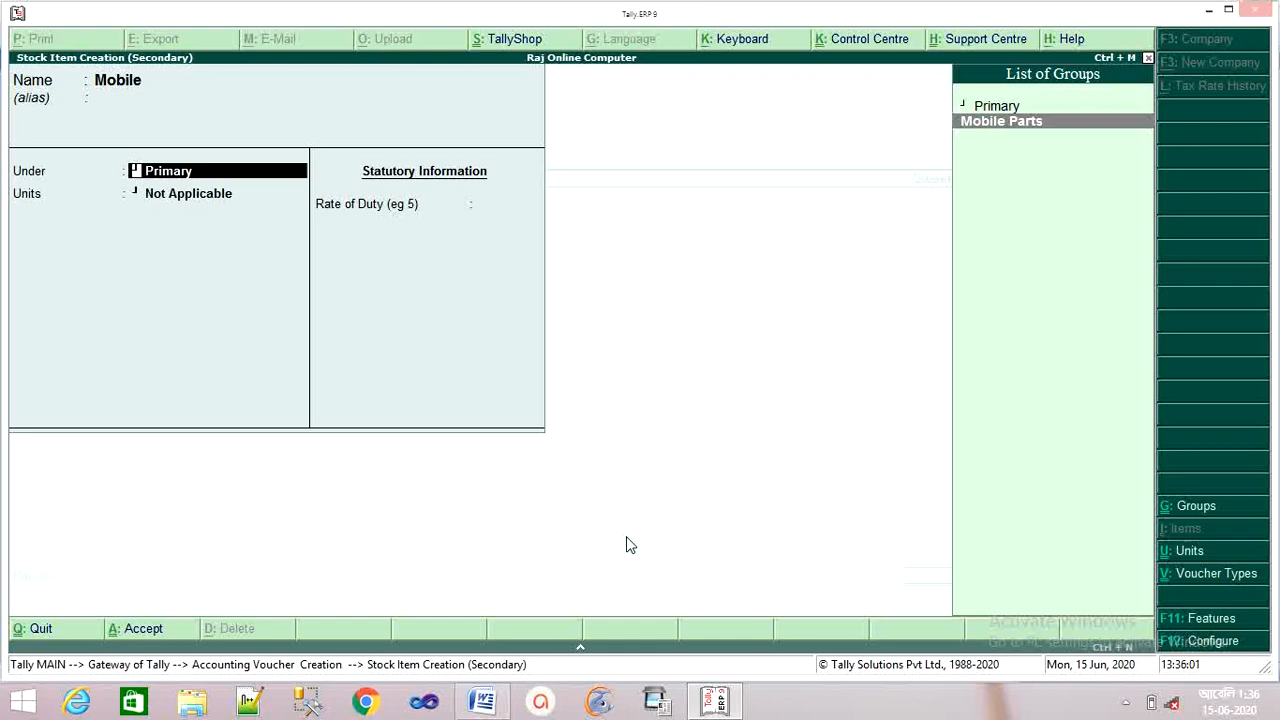 Tally.ERP 9
P: Print E: Export M: E-Mail O: Upload S: TallyShop G: Language K: Keyboard K: Control Centre H: Support Centre H: Help F3: Company
Stock Item Creation (Secondary) Raj Online Computer Ctrl + M
F3: New Company
Name : Mobile
List of Groups
L: Tax Rate History
(alias) :
Primary
Mobile Parts
Under : Primary
Statutory Information
Units : Not Applicable
Rate of Duty (eg 5) :
G: Groups
I: Items
U: Units
V: Voucher Types
F11: Features
Activate Windows
Q: Quit A: Accept D: Delete
F12: Configure
Ctrl + N
Tally MAIN --> Gateway of Tally --> Accounting Voucher Creation --> Stock Item Creation (Secondary) © Tally Solutions Pvt Ltd., 1988-2020 Mon, 15 Jun, 2020 13:36:01
1:36
15-06-2020